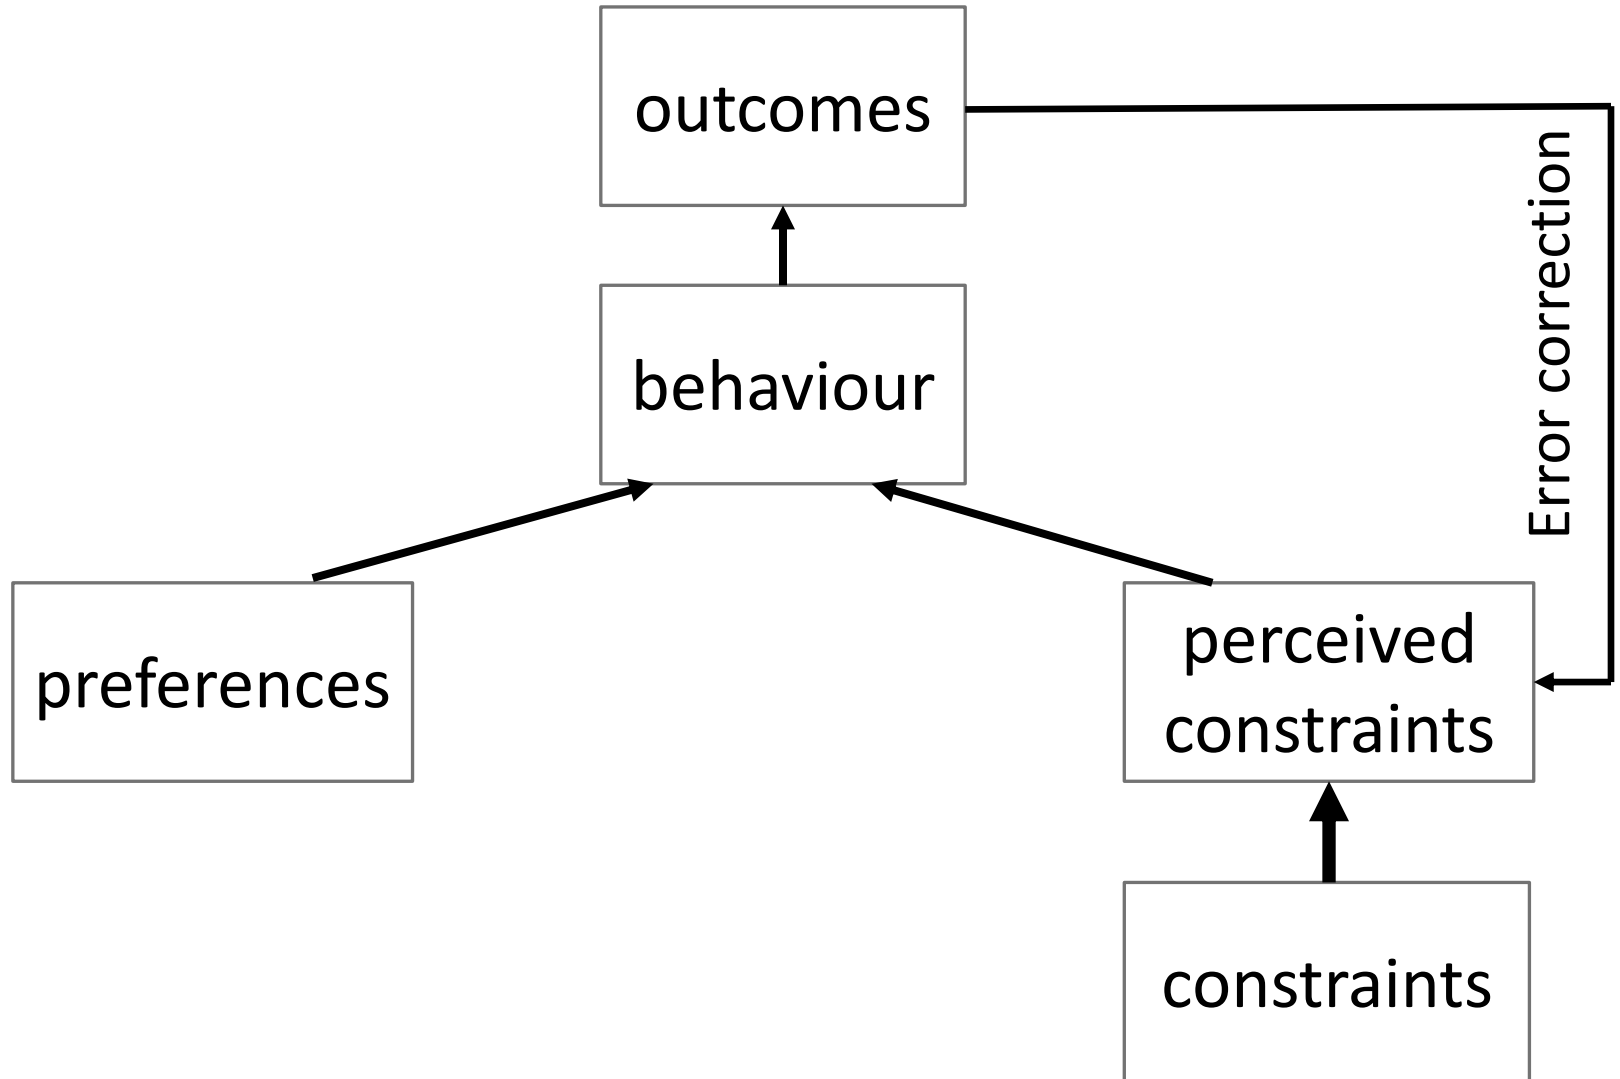 outcomes
Error correction
behaviour
preferences
perceived
constraints
constraints